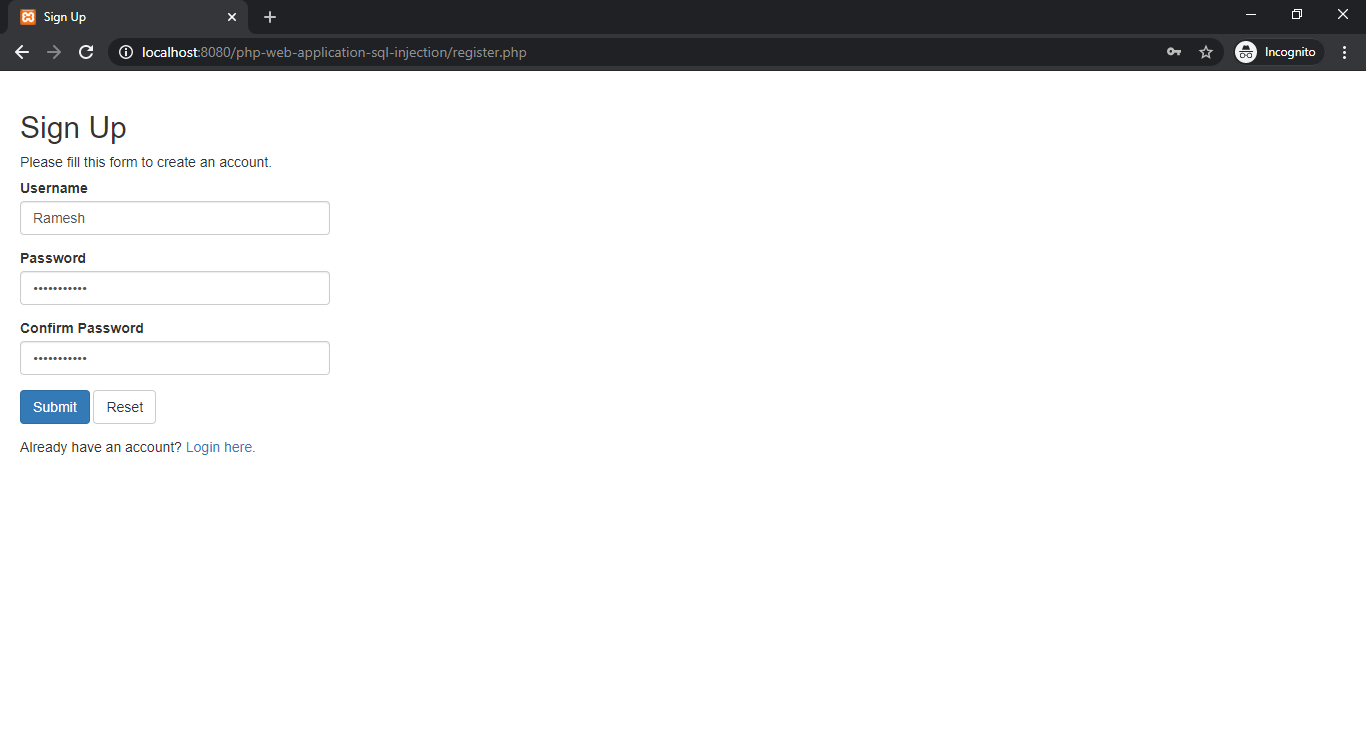 Sign Up
localhost:8080/php-web-application-sql-injection/register.php
Incognito
Sign Up
Please fill this form to create an account.
Username
Ramesh
Password
•••••••••••
Confirm Password
•••••••••••
Submit Reset
Already have an account? Login here.